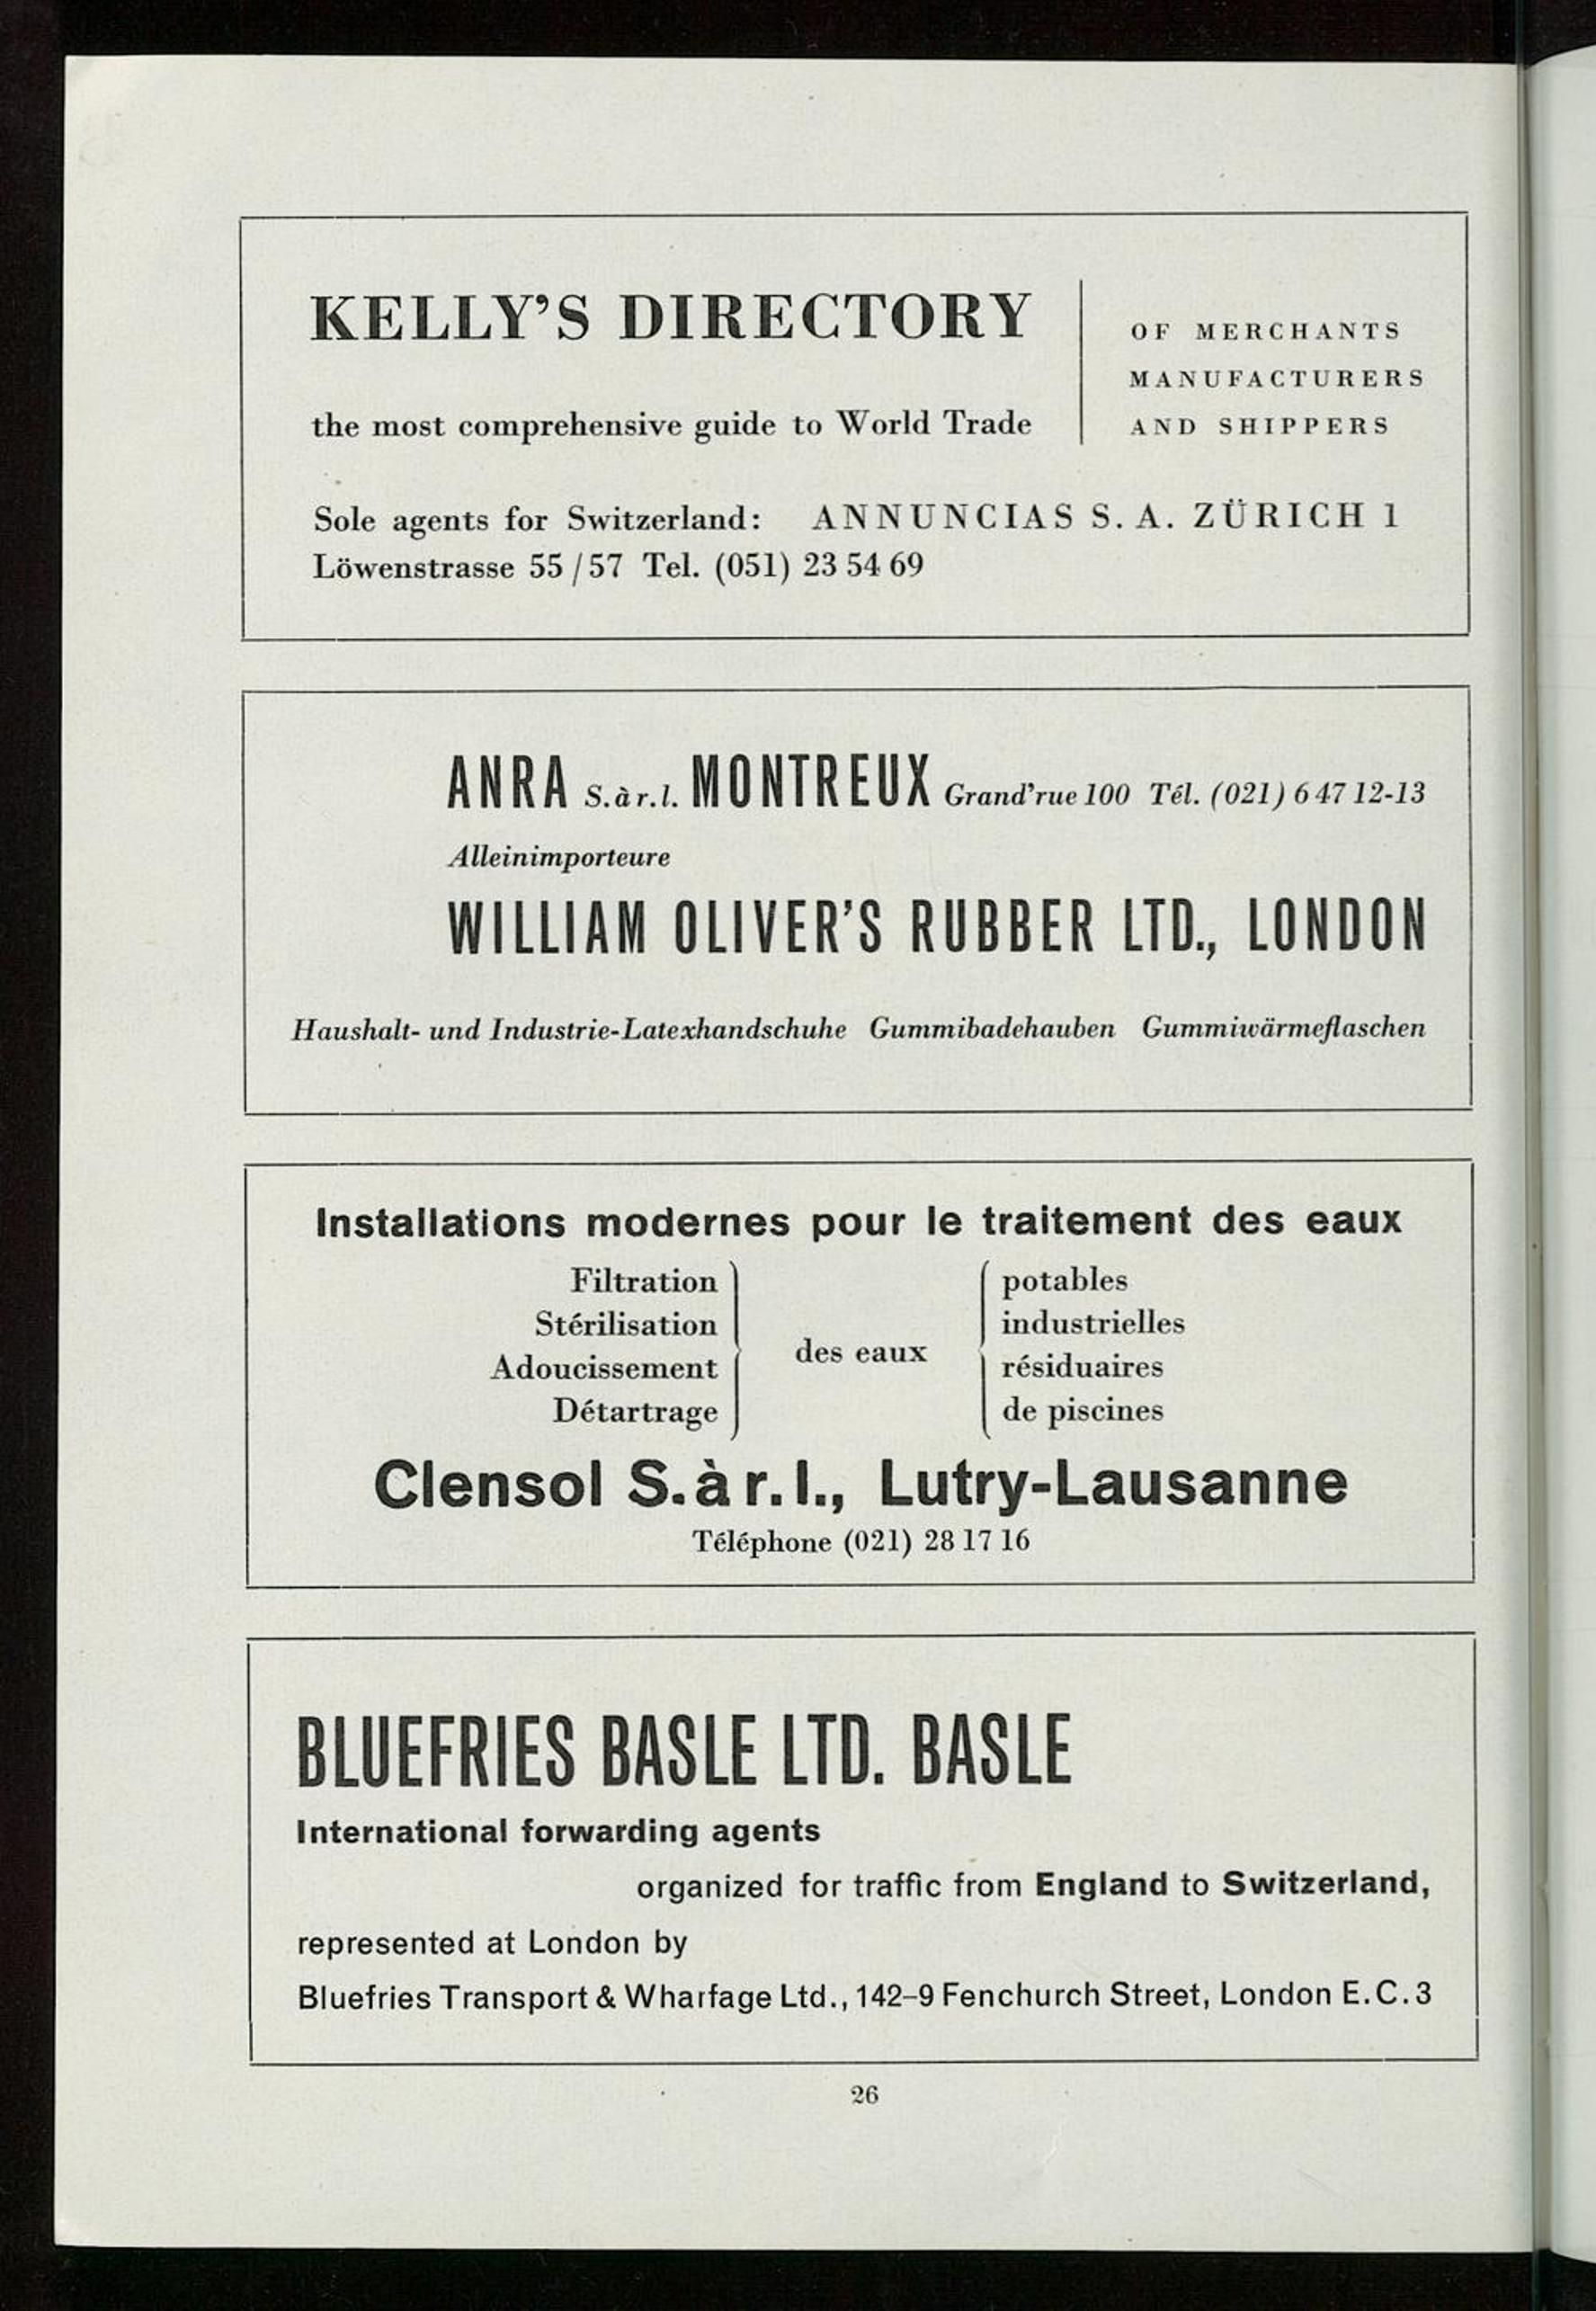 KELLY'S DIRECTORY
the most comprehensive guide to World Trade
OF MERCHANTS
MANUFACTURERS
AND SHIPPERS
Sole agents for Switzerland: ANNUNCIAS S. A. ZÜRICH 1
Löwenstrasse 55/57 Tel. (051) 23 54 69
ANRA S.à r.l. MONTREUX Grand'rue 100 Tél. (021) 6 47 12-13
Alleinimporteure
WILLIAM OLIVER'S RUBBER LTD., LONDON
Haushalt- und Industrie-Latexhandschuhe Gummibadehauben Gummiwärmeflaschen
Installations modernes pour le traitement des eaux
Filtration
Stérilisation
Adoucissement
Détartrage
des eaux
potables
industrielles
résiduaires
de piscines
Clensol S. à r. l., Lutry-Lausanne
Téléphone (021) 28 17 16
BLUEFRIES BASLE LTD. BASLE
International forwarding agents
organized for traffic from England to Switzerland,
represented at London by
Bluefries Transport & Wharfage Ltd., 142–9 Fenchurch Street, London E.C.3
26